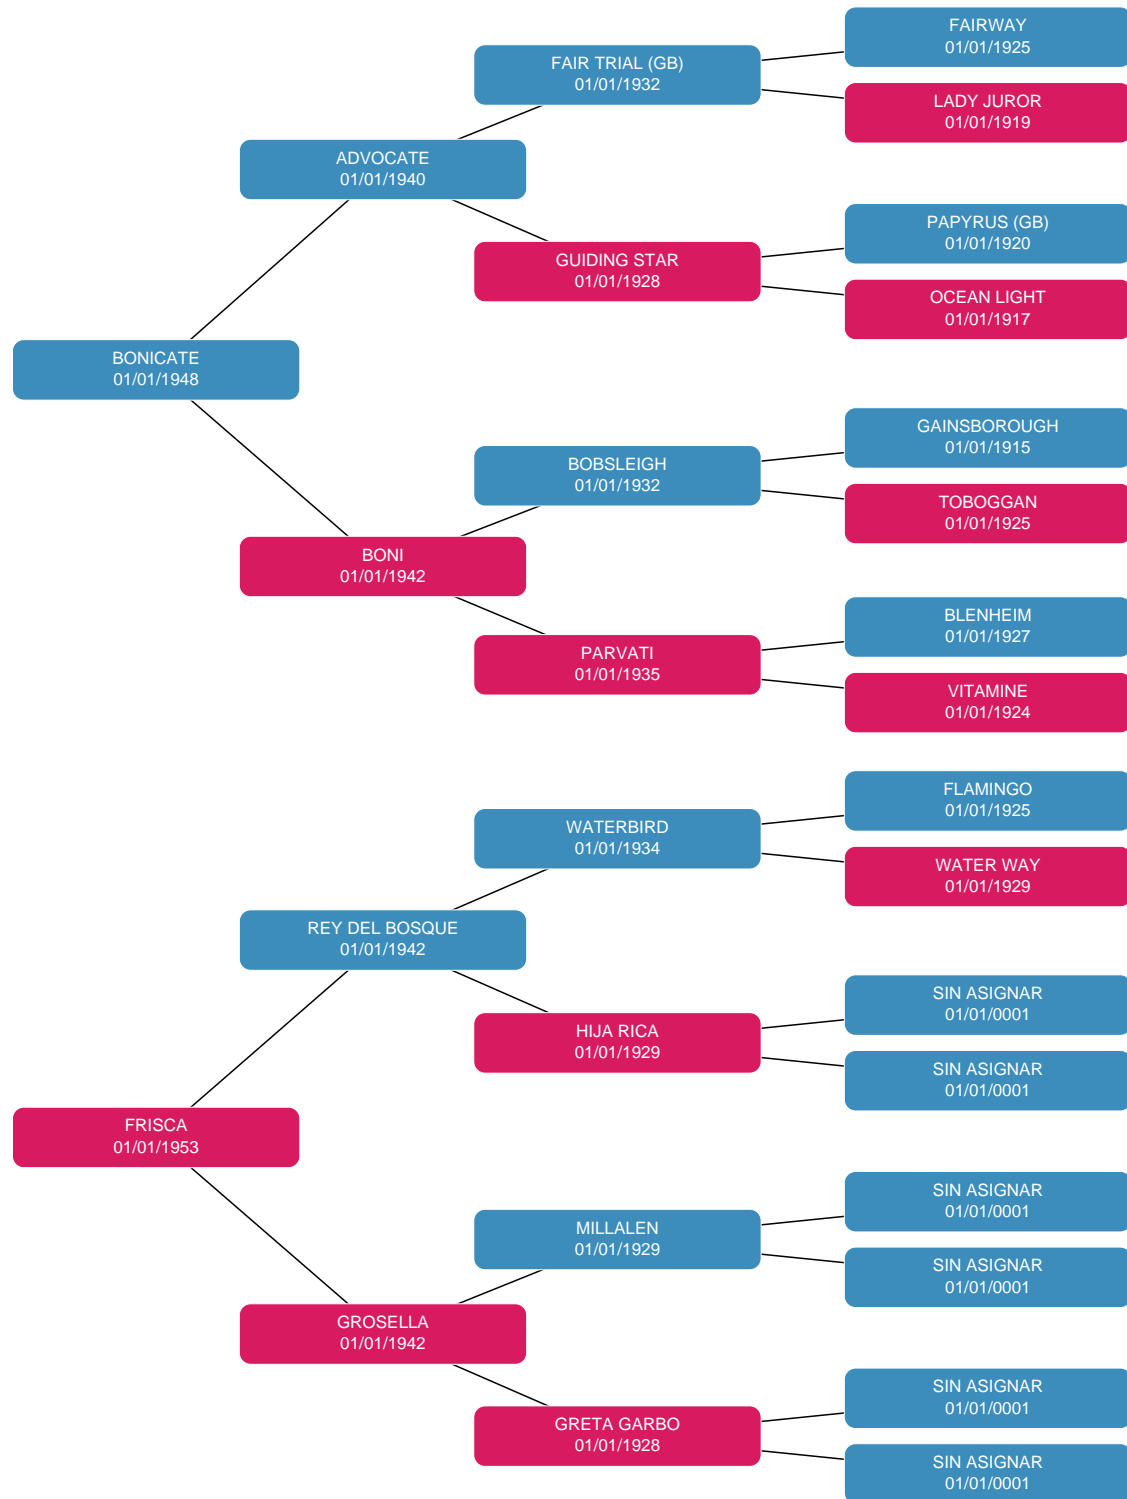 FAIRWAY
01/01/1925
FAIR TRIAL (GB)
01/01/1932
LADY JUROR
01/01/1919
ADVOCATE
01/01/1940
PAPYRUS (GB)
01/01/1920
GUIDING STAR
01/01/1928
OCEAN LIGHT
01/01/1917
BONICATE
01/01/1948
GAINSBOROUGH
01/01/1915
BOBSLEIGH
01/01/1932
TOBOGGAN
01/01/1925
BONI
01/01/1942
BLENHEIM
01/01/1927
PARVATI
01/01/1935
VITAMINE
01/01/1924
FLAMINGO
01/01/1925
WATERBIRD
01/01/1934
WATER WAY
01/01/1929
REY DEL BOSQUE
01/01/1942
SIN ASIGNAR
01/01/0001
HIJA RICA
01/01/1929
SIN ASIGNAR
01/01/0001
FRISCA
01/01/1953
SIN ASIGNAR
01/01/0001
MILLALEN
01/01/1929
SIN ASIGNAR
01/01/0001
GROSELLA
01/01/1942
SIN ASIGNAR
01/01/0001
GRETA GARBO
01/01/1928
SIN ASIGNAR
01/01/0001